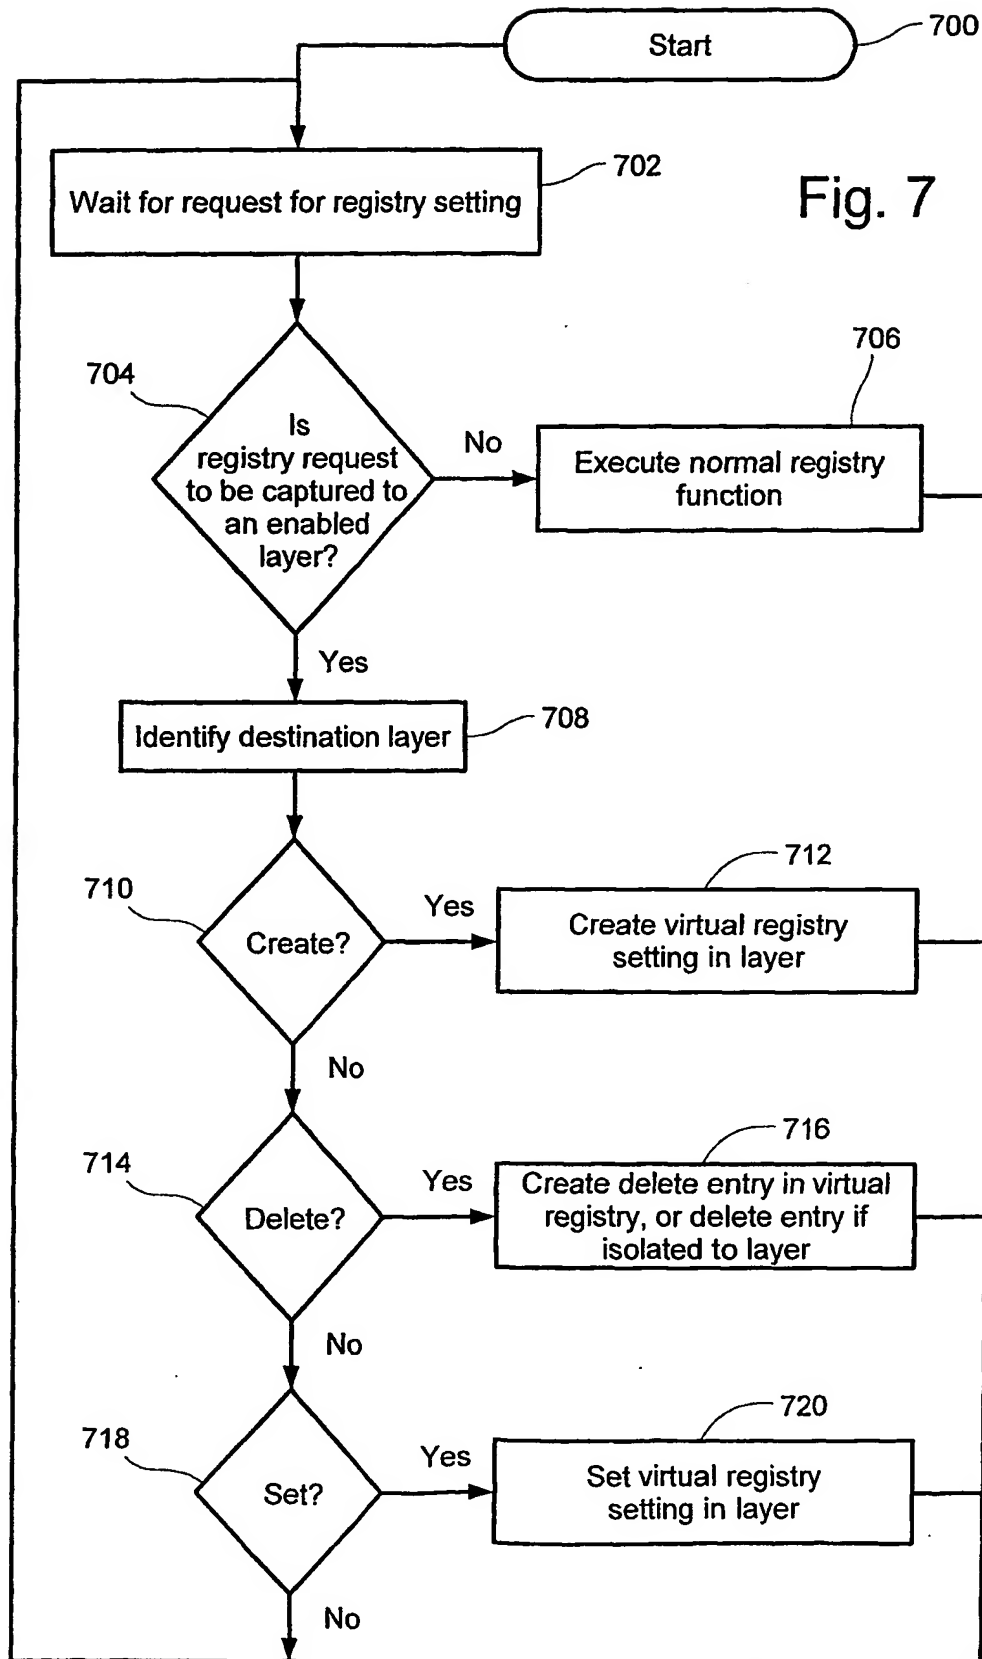 Start
700
Wait for request for registry setting
702
Fig. 7
704
Is
registry request
to be captured to
an enabled
layer?
No
706
Execute normal registry
function
Yes
Identify destination layer
708
710
Create?
Yes
712
Create virtual registry
setting in layer
No
714
Delete?
Yes
716
Create delete entry in virtual
registry, or delete entry if
isolated to layer
No
718
Set?
Yes
720
Set virtual registry
setting in layer
No